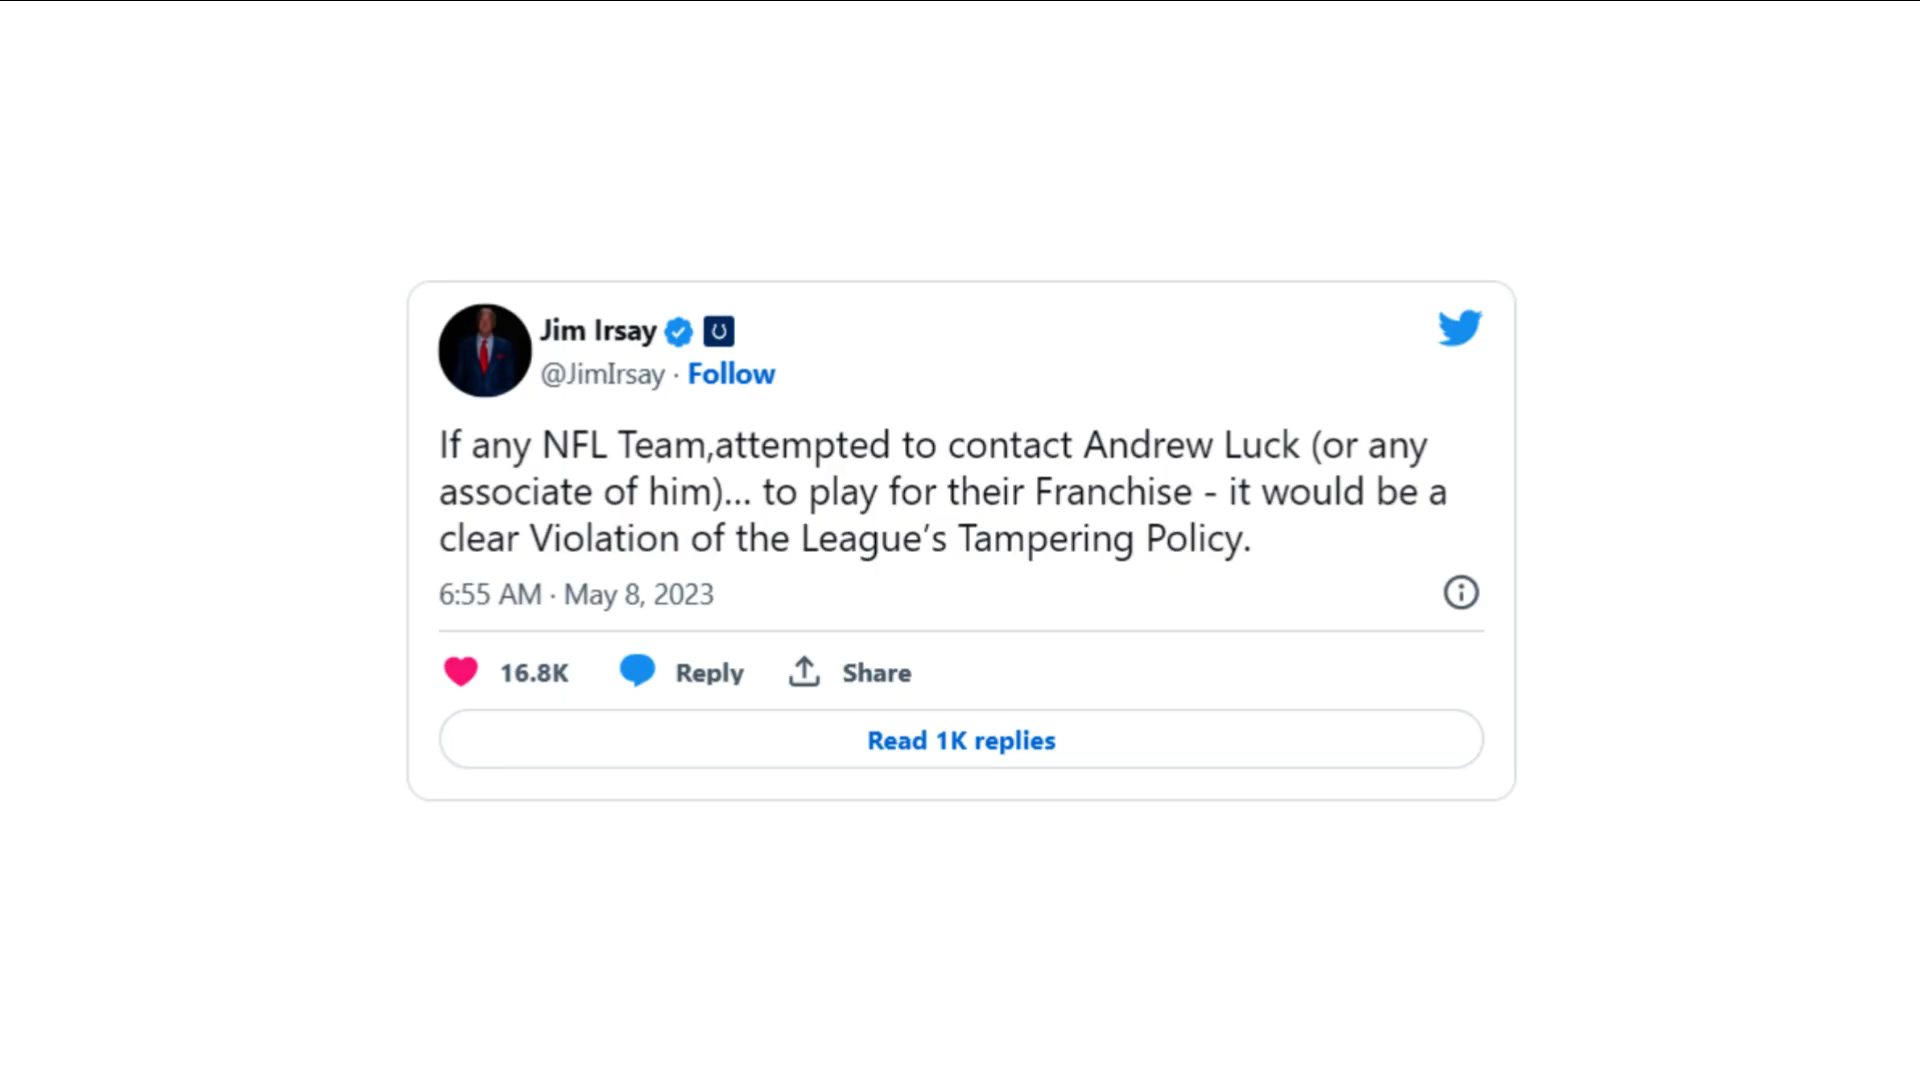 Jim Irsay
@JimIrsay · Follow
If any NFL Team,attempted to contact Andrew Luck (or any
associate of him)... to play for their Franchise - it would be a
clear Violation of the League’s Tampering Policy.
6:55 AM · May 8, 2023
16.8K Reply Share
Read 1K replies